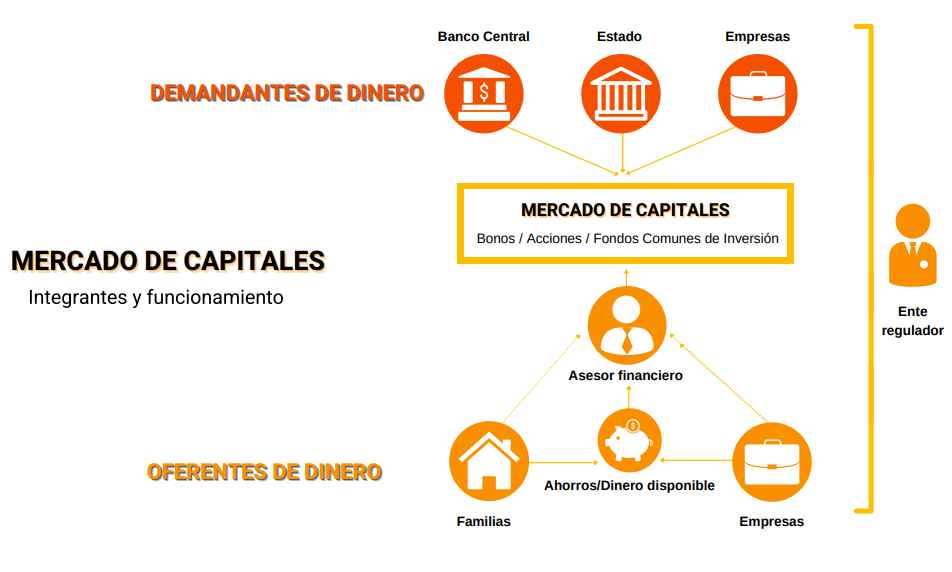 Banco Central
Estado
Empresas
DEMANDANTES DE DINERO
$
MERCADO DE CAPITALES
Bonos / Acciones / Fondos Comunes de Inversión
MERCADO DE CAPITALES
Integrantes y funcionamiento
Ente
regulador
Asesor financiero
$
OFERENTES DE DINERO
Ahorros/Dinero disponible
Familias
Empresas